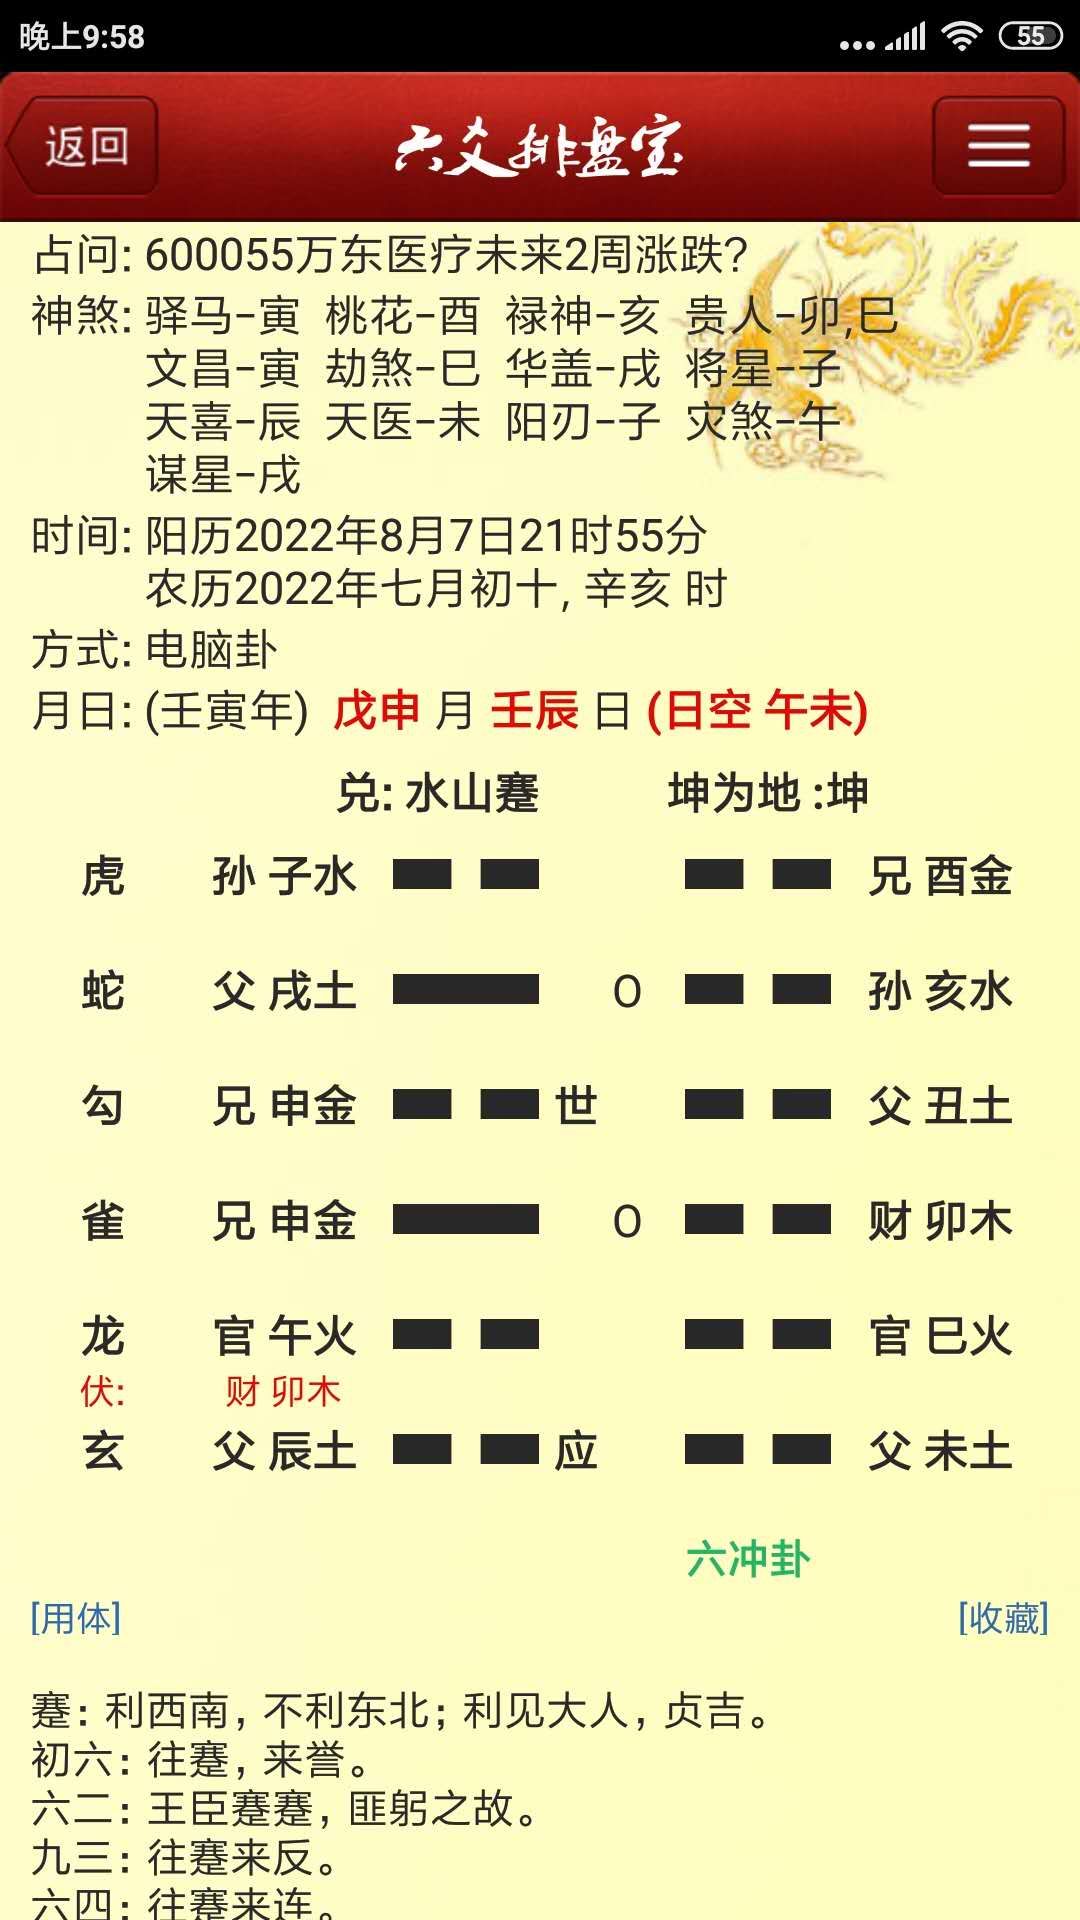 晚上9:58
55
返回
六爻排盘宝
占问: 600055万东医疗未来2周涨跌?
神煞: 驿马-寅 桃花-酉 禄神-亥 贵人-卯,巳
文昌-寅 劫煞-巳 华盖-戌 将星-子
天喜-辰 天医-未 阳刃-子 灾煞-午
谋星-戌
时间: 阳历2022年8月7日21时55分
农历2022年七月初十, 辛亥 时
方式: 电脑卦
月日: (壬寅年) 戊申 月 壬辰 日 (日空 午未)
兑: 水山蹇 坤为地 :坤
虎 孙 子水 兄 酉金
蛇 父 戌土 O 孙 亥水
勾 兄 申金 世 父 丑土
雀 兄 申金 O 财 卯木
龙 官 午火 官 巳火
伏: 财 卯木
玄 父 辰土 应 父 未土
六冲卦
[用体] [收藏]
蹇：利西南，不利东北；利见大人，贞吉。
初六：往蹇，来誉。
六二：王臣蹇蹇，匪躬之故。
九三：往蹇来反。
六四：往蹇来连。